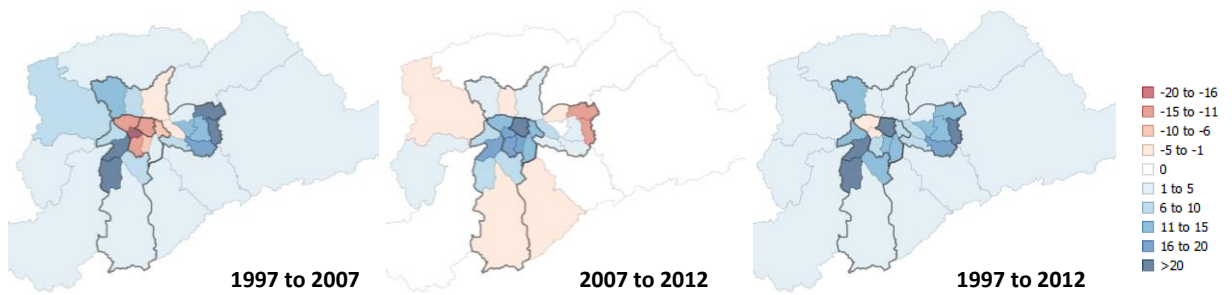 1997 to 2007
2007 to 2012
1997 to 2012
-20 to -16
-15 to -11
-10 to -6
-5 to -1
0
1 to 5
6 to 10
11 to 15
16 to 20
>20